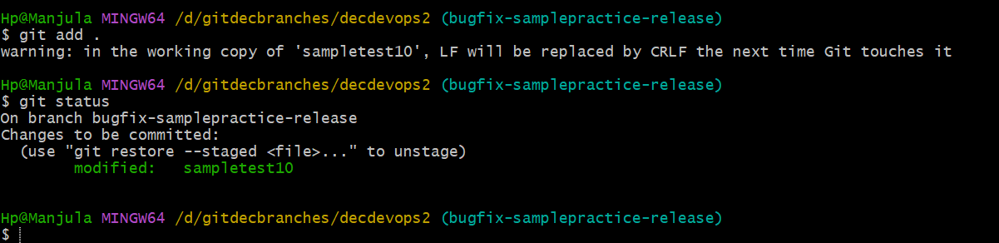 Hp@Manjula MINGW64 /d/gitdecbranches/decdevops2 (bugfix-samplepractice-release)
$ git add .
warning: in the working copy of 'sampletest10', LF will be replaced by CRLF the next time Git touches it
Hp@Manjula MINGW64 /d/gitdecbranches/decdevops2 (bugfix-samplepractice-release)
$ git status
On branch bugfix-samplepractice-release
Changes to be committed:
  (use "git restore --staged <file>..." to unstage)
        modified:   sampletest10
Hp@Manjula MINGW64 /d/gitdecbranches/decdevops2 (bugfix-samplepractice-release)
$